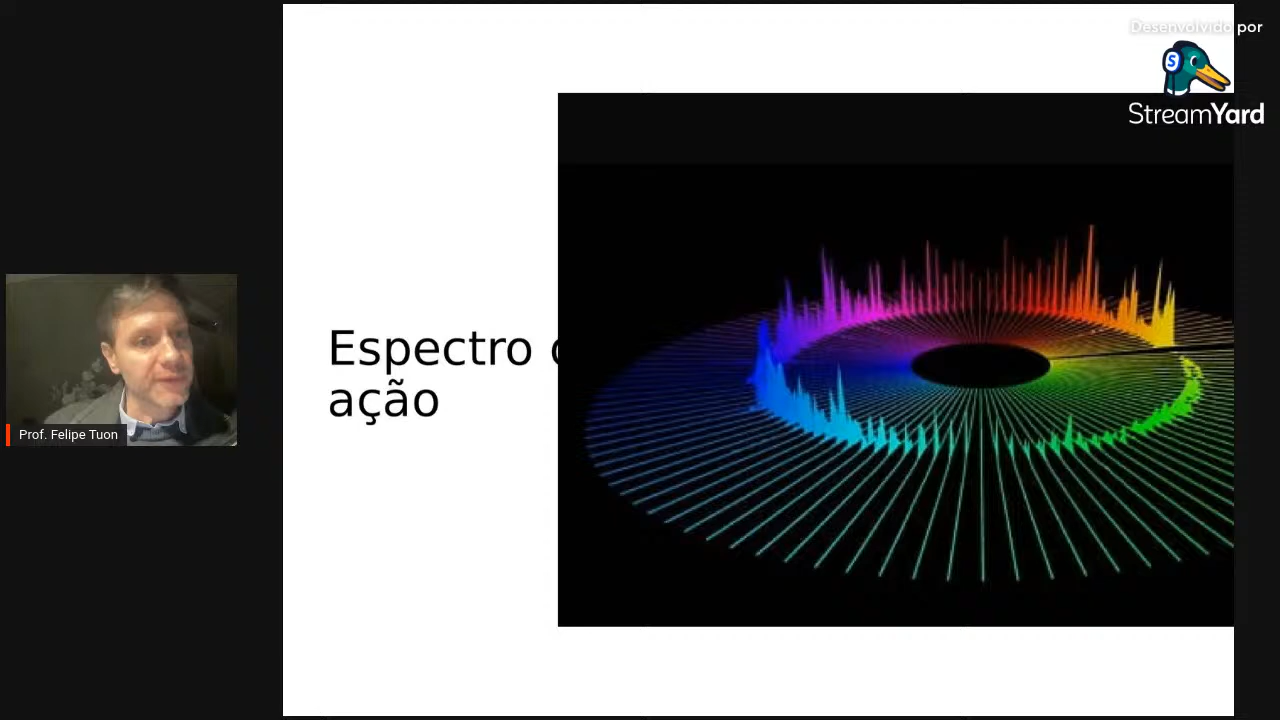 Desenvolvido por
StreamYard
Espectro
ação
Prof. Felipe Tuon